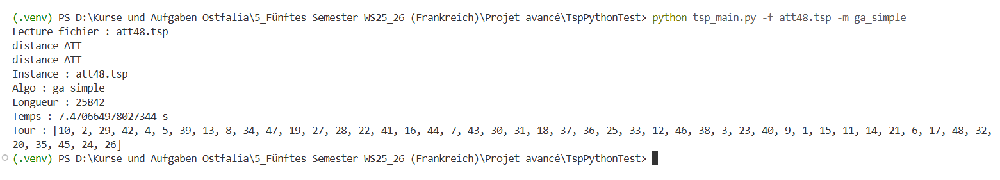 (.venv) PS D:\Kurse und Aufgaben Ostfalia\5_Fünftes Semester WS25_26 (Frankreich)\Projet avancé\TspPythonTest> python tsp_main.py -f att48.tsp -m ga_simple
Lecture fichier : att48.tsp
distance ATT
distance ATT
Instance : att48.tsp
Algo : ga_simple
Longueur : 25842
Temps : 7.470664978027344 s
Tour : [10, 2, 29, 42, 4, 5, 39, 13, 8, 34, 47, 19, 27, 28, 22, 41, 16, 44, 7, 43, 30, 31, 18, 37, 36, 25, 33, 12, 46, 38, 3, 23, 40, 9, 1, 15, 11, 14, 21, 6, 17, 48, 32,
20, 35, 45, 24, 26]
(.venv) PS D:\Kurse und Aufgaben Ostfalia\5_Fünftes Semester WS25_26 (Frankreich)\Projet avancé\TspPythonTest>